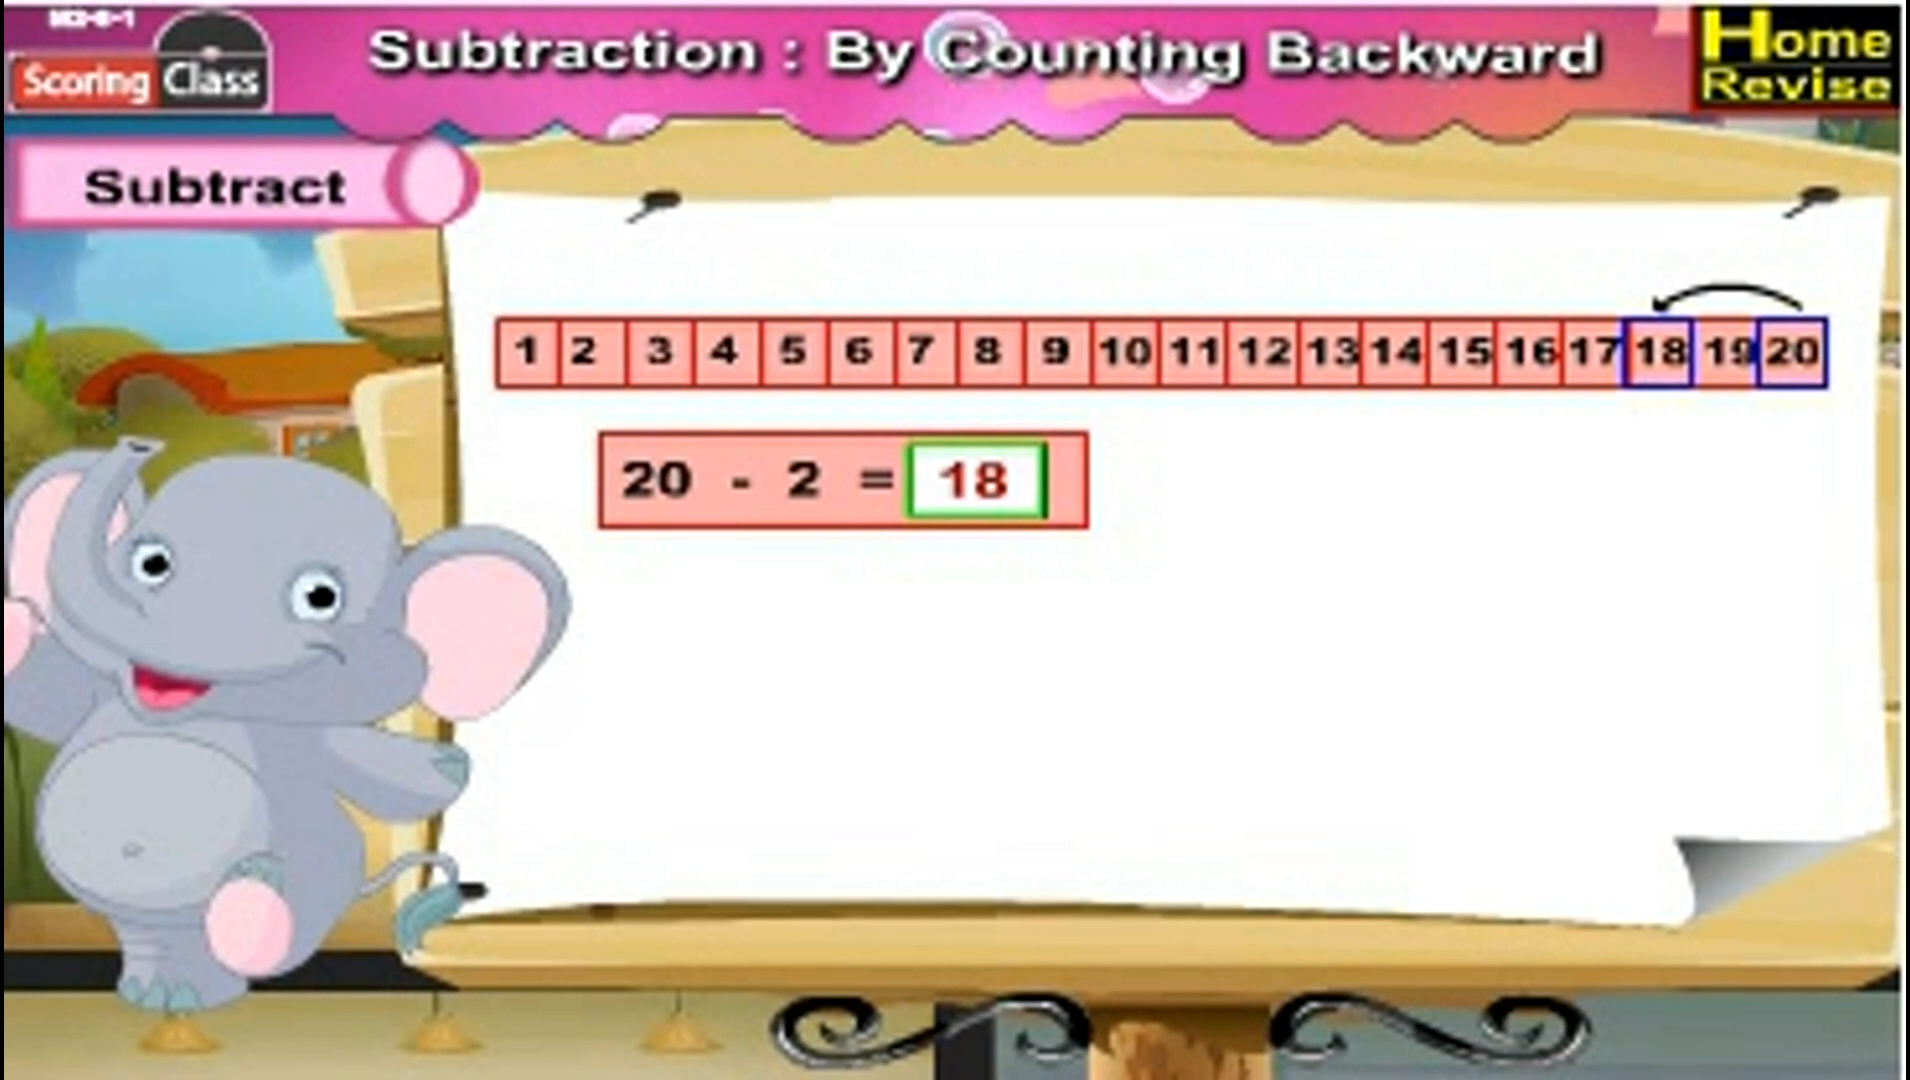 Scoring Class
Subtraction : By Counting Backward
Home
Revise
Subtract
1 2 3 4 5 6 7 8 9 10 11 12 13 14 15 16 17 18 19 20
20 - 2 = 18